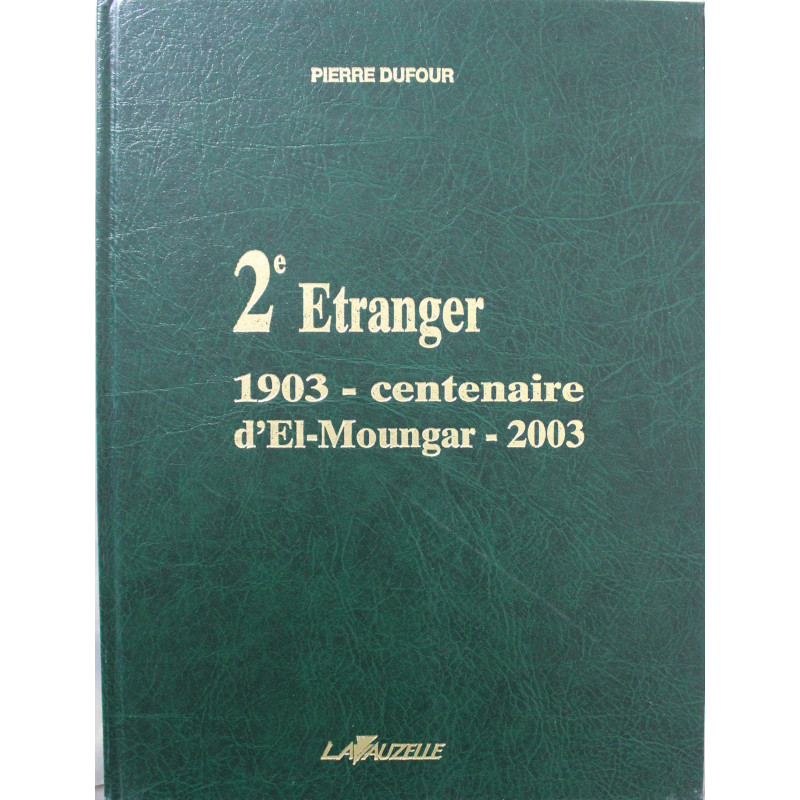 PIERRE DUFOUR
2e Etranger
1903 - centenaire
d'El-Moungar - 2003
LAVAUZELLE